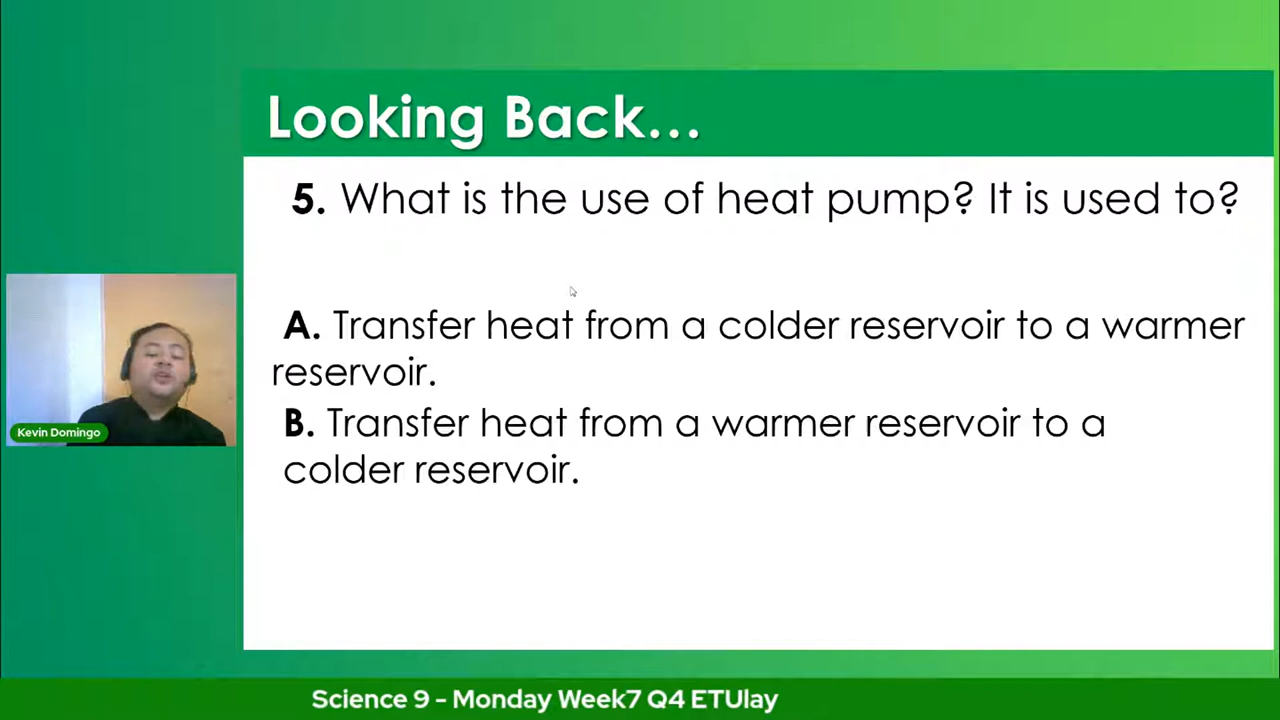 Looking Back...
5. What is the use of heat pump? It is used to?
A. Transfer heat from a colder reservoir to a warmer
reservoir.
B. Transfer heat from a warmer reservoir to a
colder reservoir.
Kevin Domingo
Science 9 - Monday Week7 Q4 ETUlay